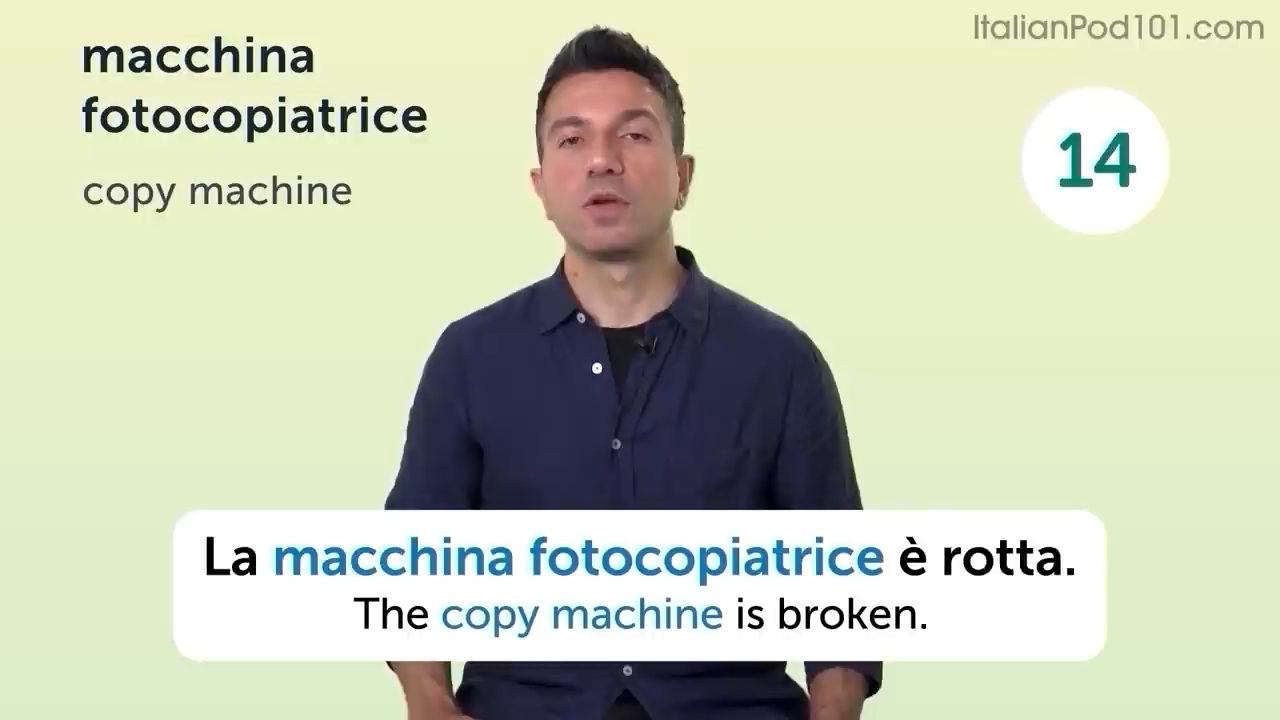 ItalianPod101.com
macchina
fotocopiatrice
copy machine
14
La macchina fotocopiatrice è rotta.
The copy machine is broken.